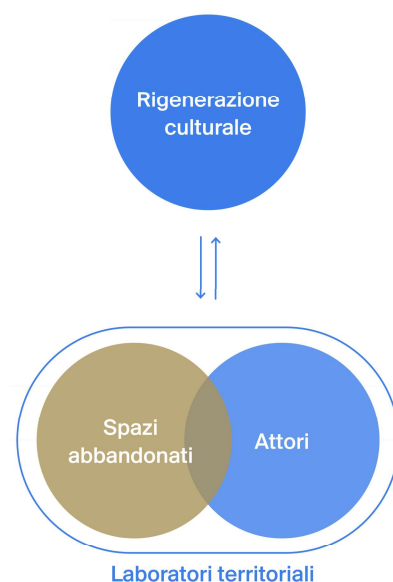 Rigenerazione
culturale
Spazi
abbandonati
Attori
Laboratori territoriali